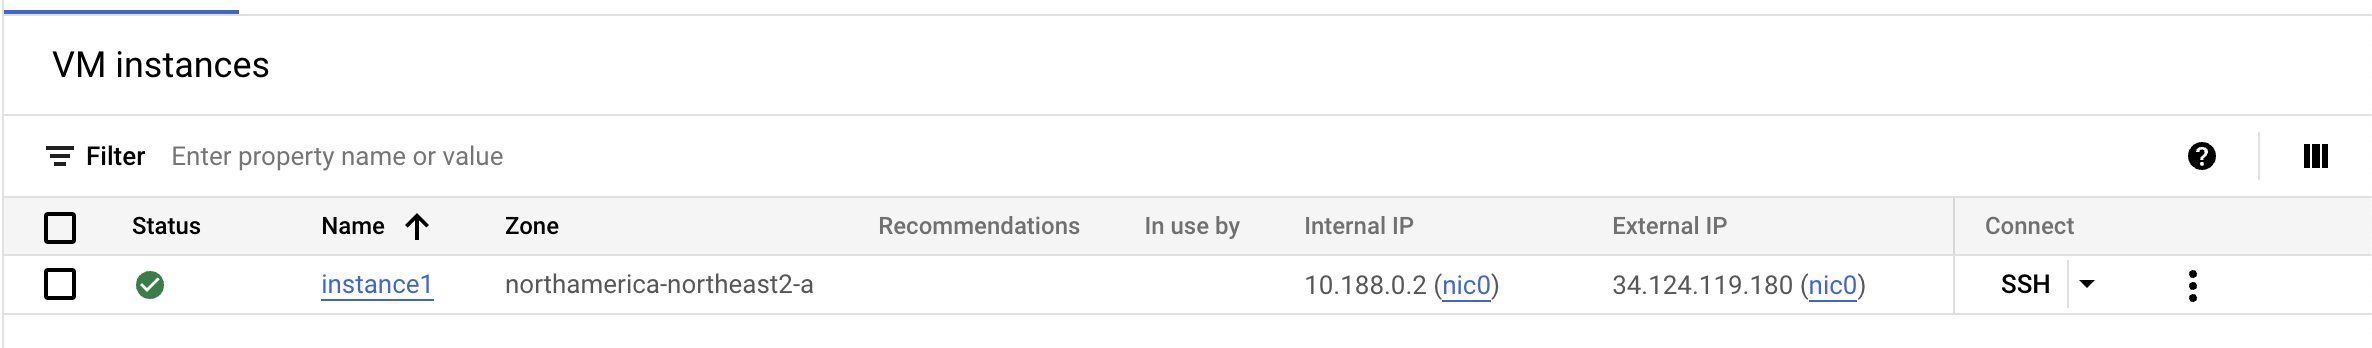 VM instances
Filter Enter property name or value
Status Name Zone Recommendations In use by Internal IP External IP Connect
instance1 northamerica-northeast2-a 10.188.0.2 (nic0) 34.124.119.180 (nic0) SSH